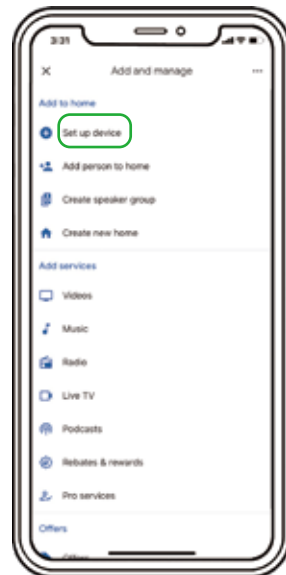 3:31
Add and manage
Add to home
Set up device
Add person to home
Create speaker group
Create new home
Add services
Videos
Music
Radio
Live TV
Podcasts
Rebates & rewards
Pro services
Offers
Offers